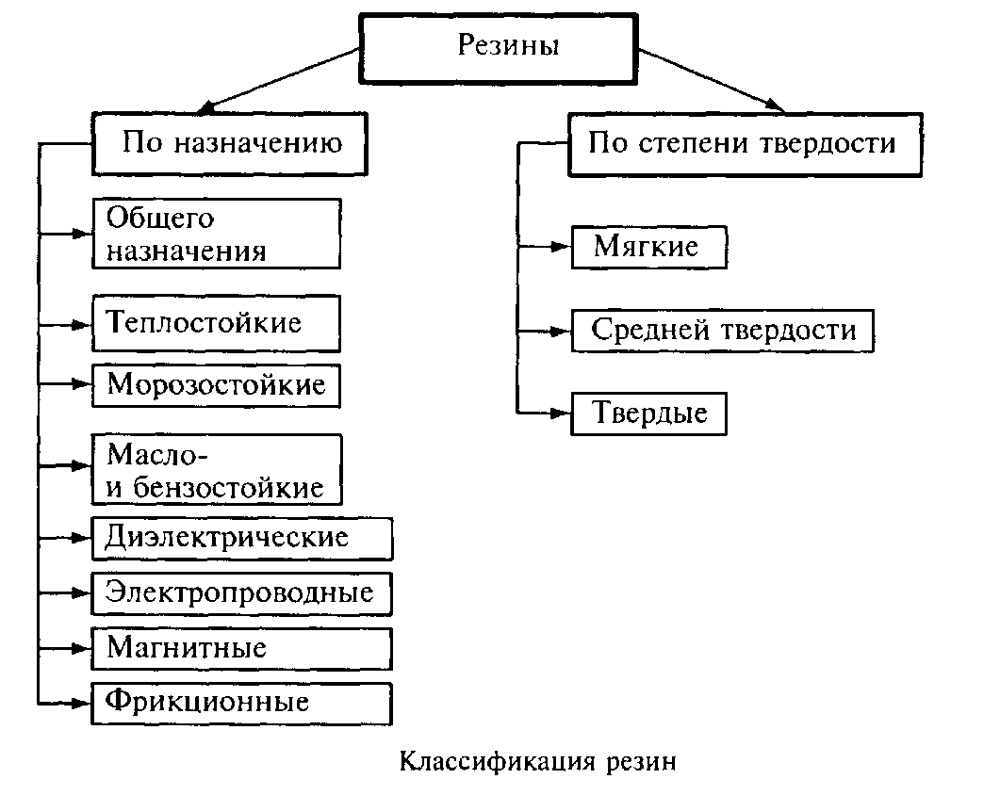 Резины
По назначению
Общего
назначения
Теплостойкие
Морозостойкие
Масло-
и бензостойкие
Диэлектрические
Электропроводные
Магнитные
Фрикционные
По степени твердости
Мягкие
Средней твердости
Твердые
Классификация резин